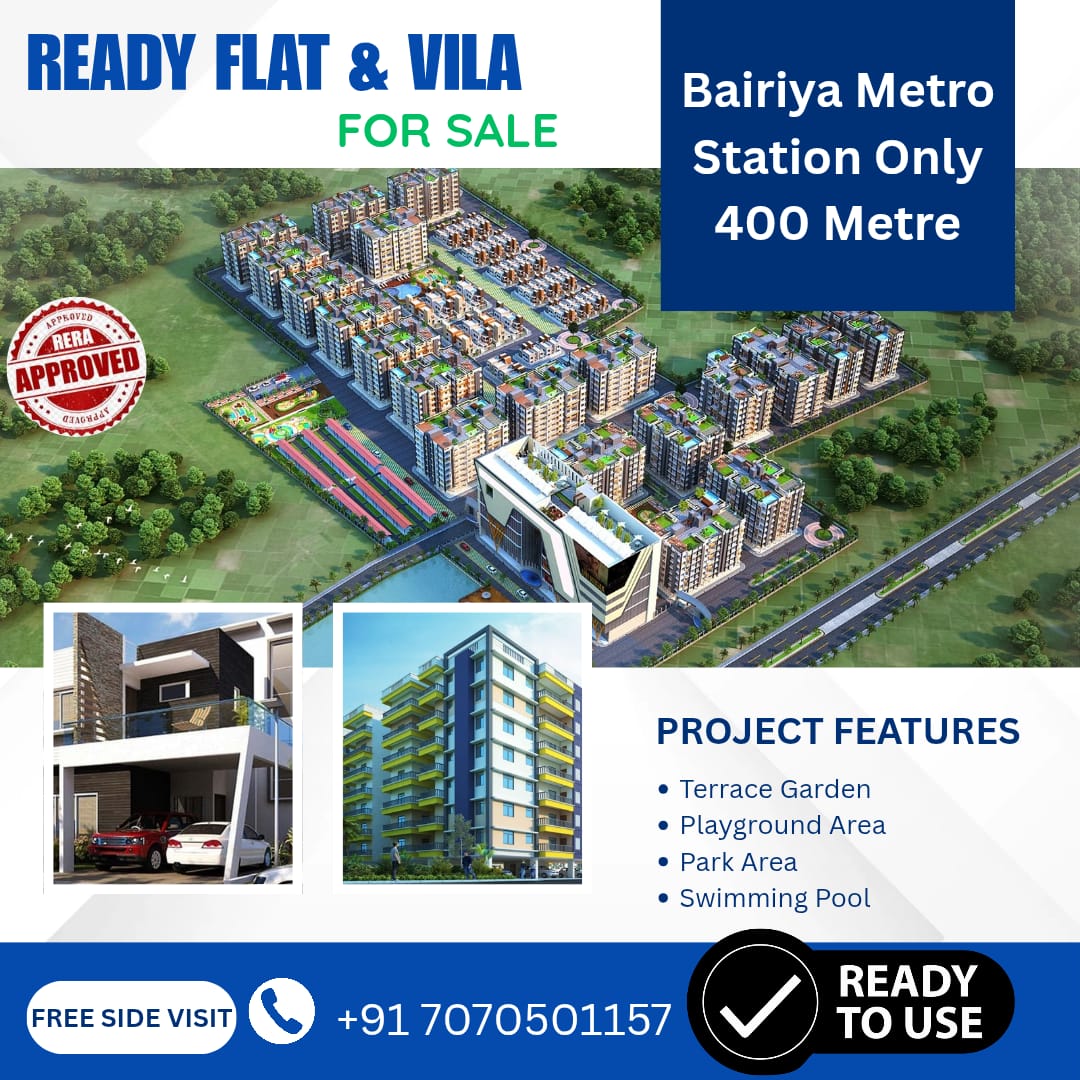 READY FLAT & VILA
FOR SALE
Bairiya Metro
Station Only
400 Metre
APPROVED
RERA
APPROVED
APPROVED
PROJECT FEATURES
• Terrace Garden
• Playground Area
• Park Area
• Swimming Pool
FREE SIDE VISIT
+91 7070501157
READY
TO USE